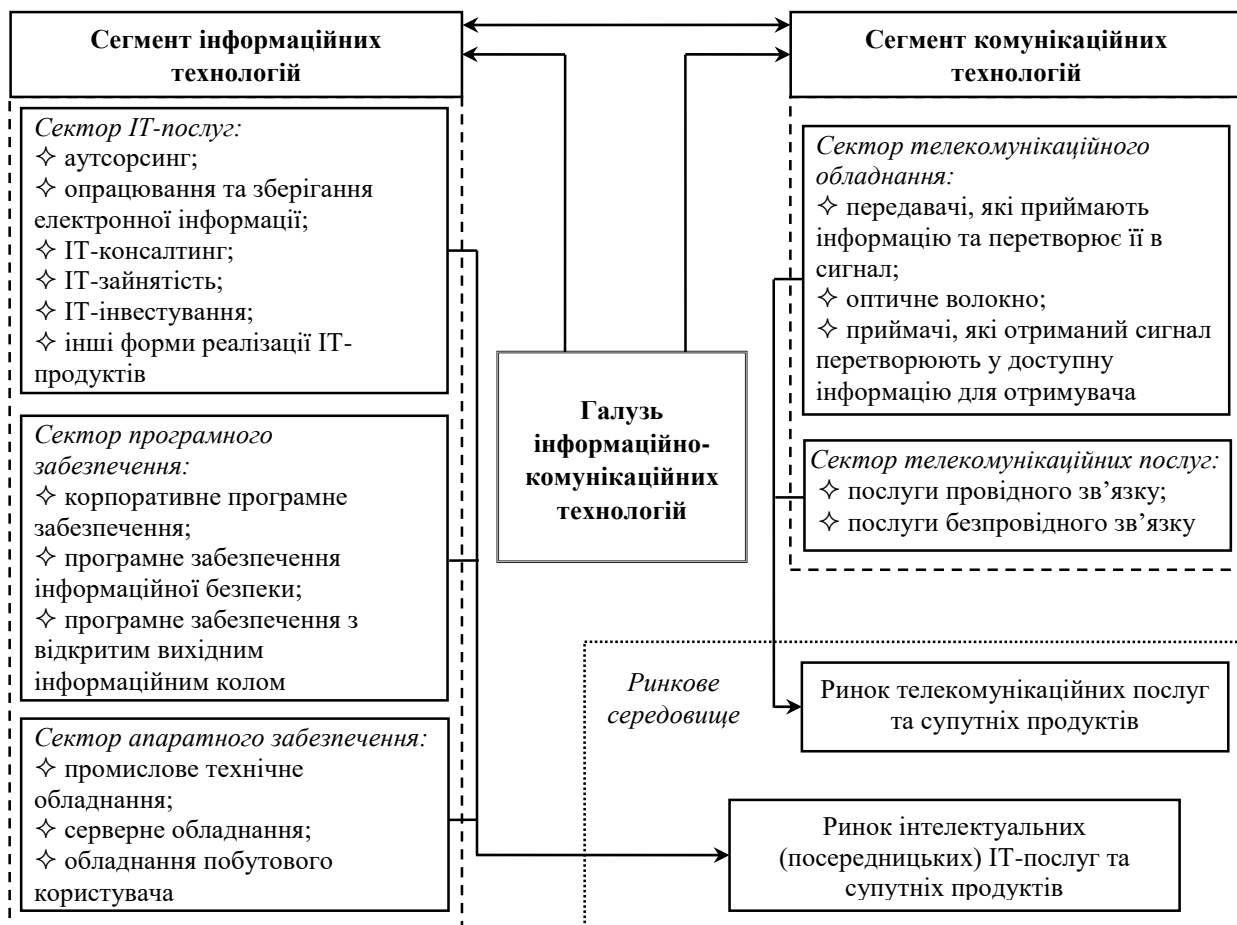 Сегмент інформаційних
технологій
Сектор ІТ-послуг:
✧ аутсорсинг;
✧ опрацювання та зберігання
електронної інформації;
✧ ІТ-консалтинг;
✧ ІТ-зайнятість;
✧ ІТ-інвестування;
✧ інші форми реалізації ІТ-
продуктів
Сектор програмного
забезпечення:
✧ корпоративне програмне
забезпечення;
✧ програмне забезпечення
інформаційної безпеки;
✧ програмне забезпечення з
відкритим вихідним
інформаційним колом
Сектор апаратного забезпечення:
✧ промислове технічне
обладнання;
✧ серверне обладнання;
✧ обладнання побутового
користувача
Галузь
інформаційно-
комунікаційних
технологій
Сегмент комунікаційних
технологій
Сектор телекомунікаційного
обладнання:
✧ передавачі, які приймають
інформацію та перетворює її в
сигнал;
✧ оптичне волокно;
✧ приймачі, які отриманий сигнал
перетворюють у доступну
інформацію для отримувача
Сектор телекомунікаційних послуг:
✧ послуги провідного зв’язку;
✧ послуги безпровідного зв’язку
Ринкове
середовище
Ринок телекомунікаційних послуг
та супутніх продуктів
Ринок інтелектуальних
(посередницьких) ІТ-послуг та
супутніх продуктів